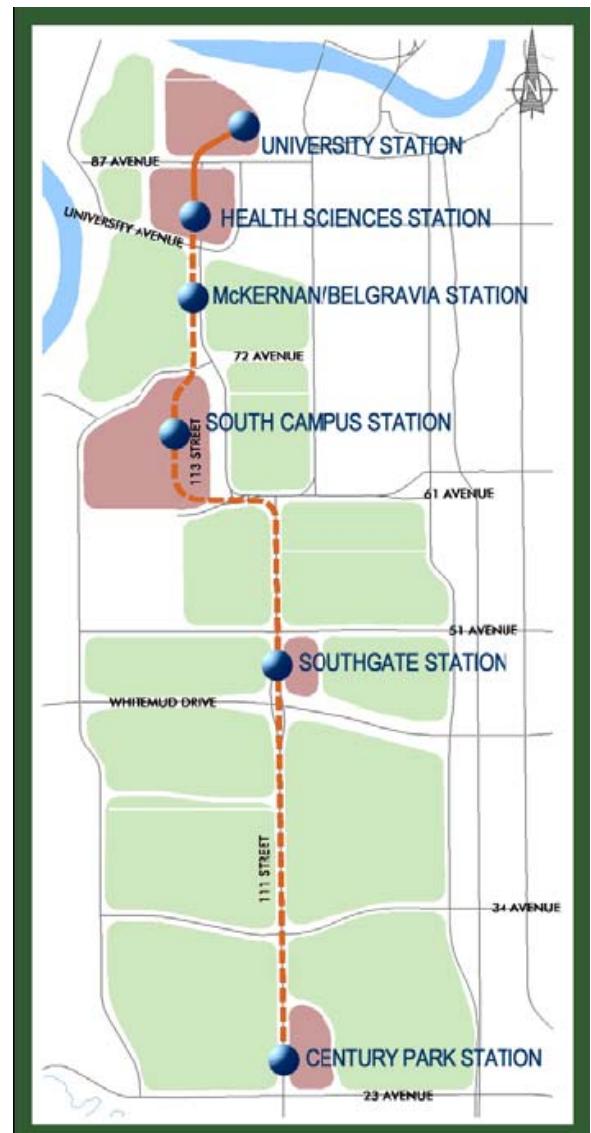 N
UNIVERSITY STATION
87 AVENUE
UNIVERSITY AVENUE
HEALTH SCIENCES STATION
McKERNAN/BELGRAVIA STATION
72 AVENUE
SOUTH CAMPUS STATION
113 STREET
61 AVENUE
51 AVENUE
SOUTHGATE STATION
WHITEMUD DRIVE
111 STREET
34 AVENUE
CENTURY PARK STATION
23 AVENUE